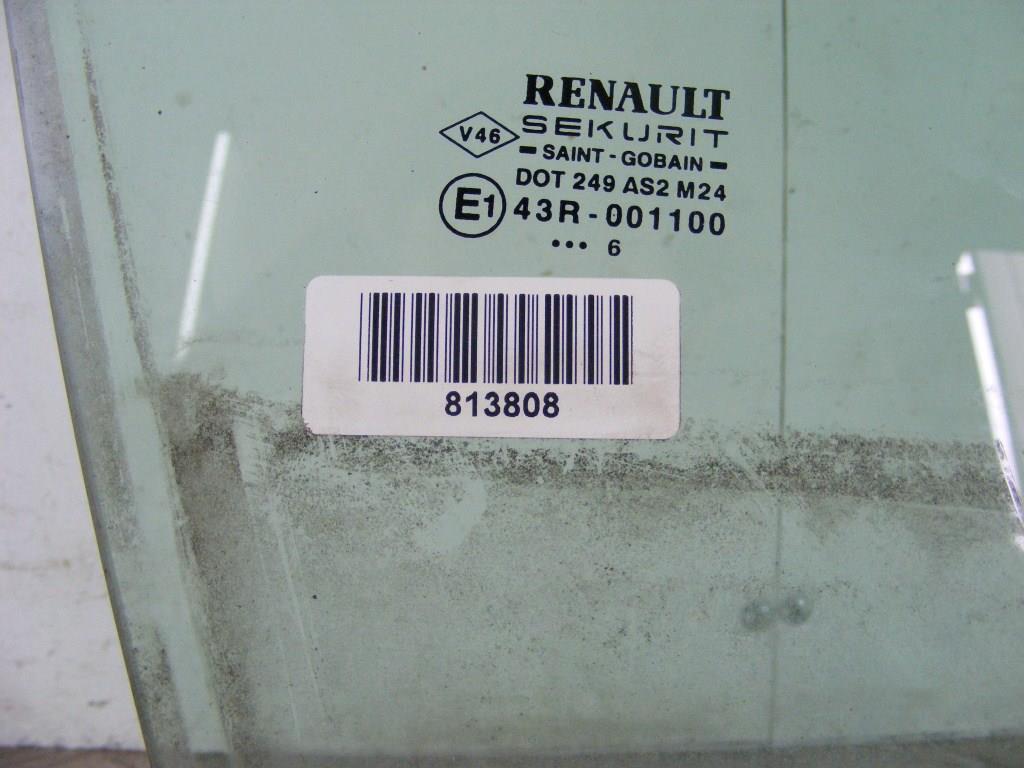 RENAULT
V46
SEKURIT
SAINT - GOBAIN
DOT 249 AS2 M24
E1 43R - 001100
••• 6
813808